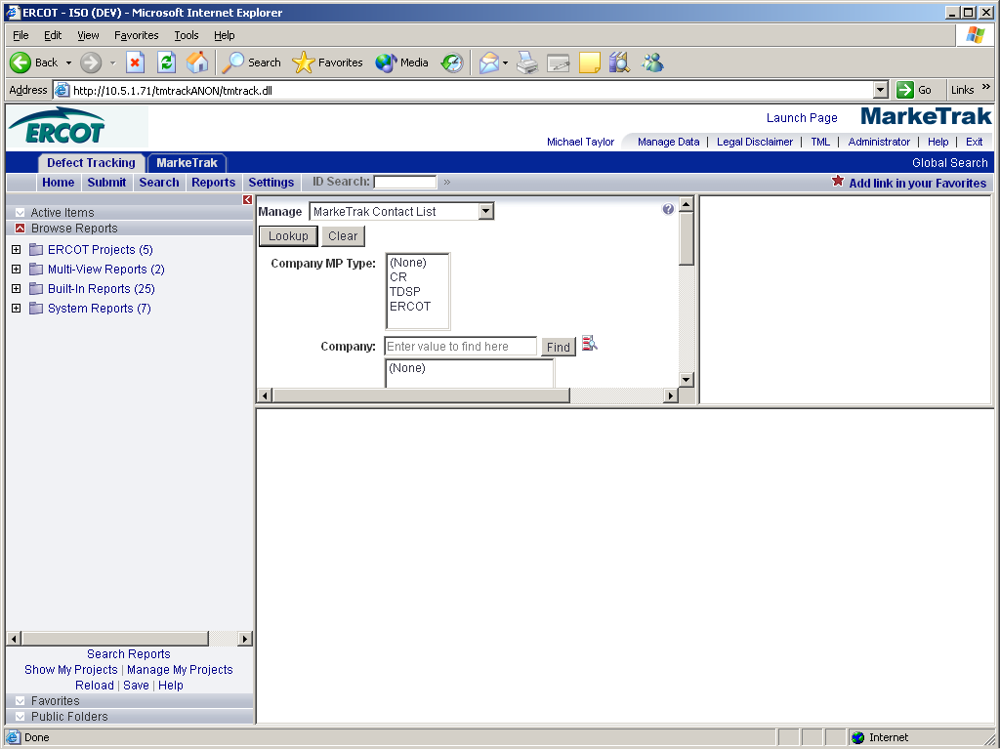 ERCOT - ISO (DEV) - Microsoft Internet Explorer
File Edit View Favorites Tools Help
Back Search Favorites Media
Address http://10.5.1.71/tmtrackANON/tmtrack.dll Go Links »
ERCOT Launch Page MarkeTrak
Michael Taylor Manage Data | Legal Disclaimer | TML | Administrator | Help | Exit
Defect Tracking MarkeTrak Global Search
Home Submit Search Reports Settings ID Search: » Add link in your Favorites
Active Items
Browse Reports
ERCOT Projects (5)
Multi-View Reports (2)
Built-In Reports (25)
System Reports (7)
Search Reports
Show My Projects | Manage My Projects
Reload | Save | Help
Favorites
Public Folders
Manage MarkeTrak Contact List ?
Lookup Clear
Company MP Type: (None)
CR
TDSP
ERCOT
Company: Enter value to find here Find
(None)
Done Internet